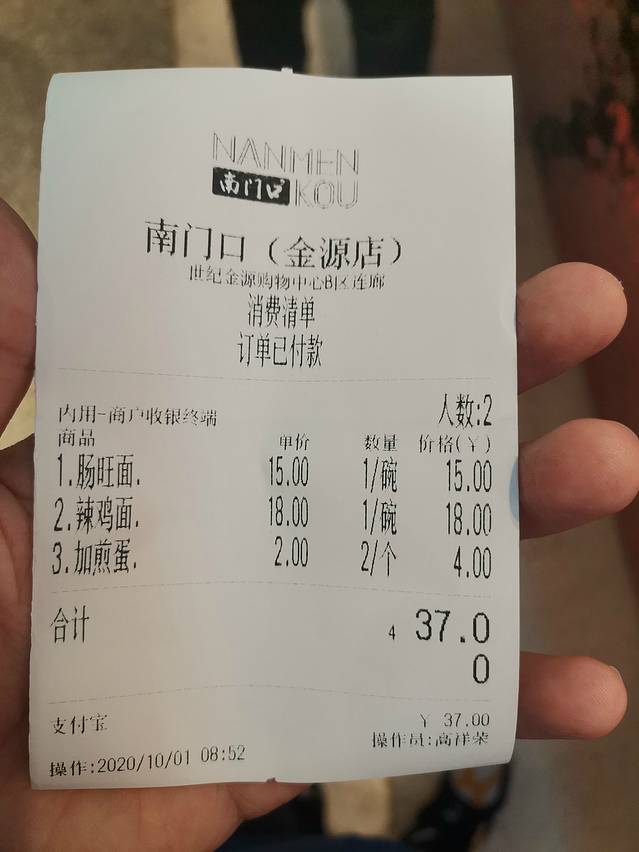 NANMEN
南门口 KOU
南门口（金源店）
世纪金源购物中心B区连廊
消费清单
订单已付款
人数:2
内用-商户收银终端
商品 单价 数量 价格(￥)
1.肠旺面. 15.00 1/碗 15.00
2.辣鸡面. 18.00 1/碗 18.00
3.加煎蛋. 2.00 2/个 4.00
合计 4 37.0
0
支付宝 ￥ 37.00
操作员:高祥荣
操作:2020/10/01 08:52